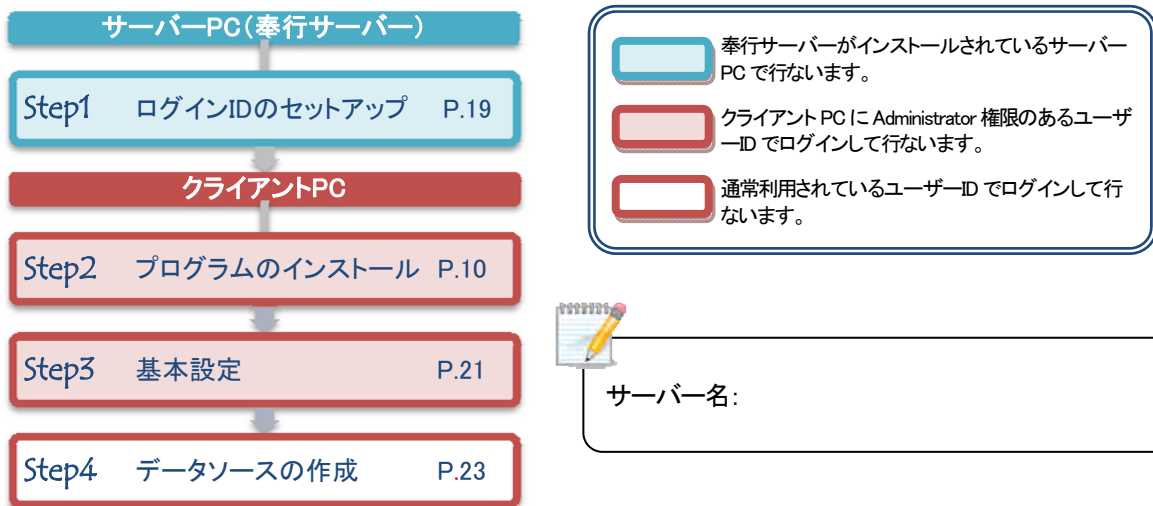 サーバーPC(奉行サーバー)
Step1 ログインIDのセットアップ P.19
クライアントPC
Step2 プログラムのインストール P.10
Step3 基本設定 P.21
Step4 データソースの作成 P.23
奉行サーバーがインストールされているサーバー
PC で行ないます。
クライアント PC に Administrator 権限のあるユーザ
ーID でログインして行ないます。
通常利用されているユーザーID でログインして行
ないます。
サーバー名: